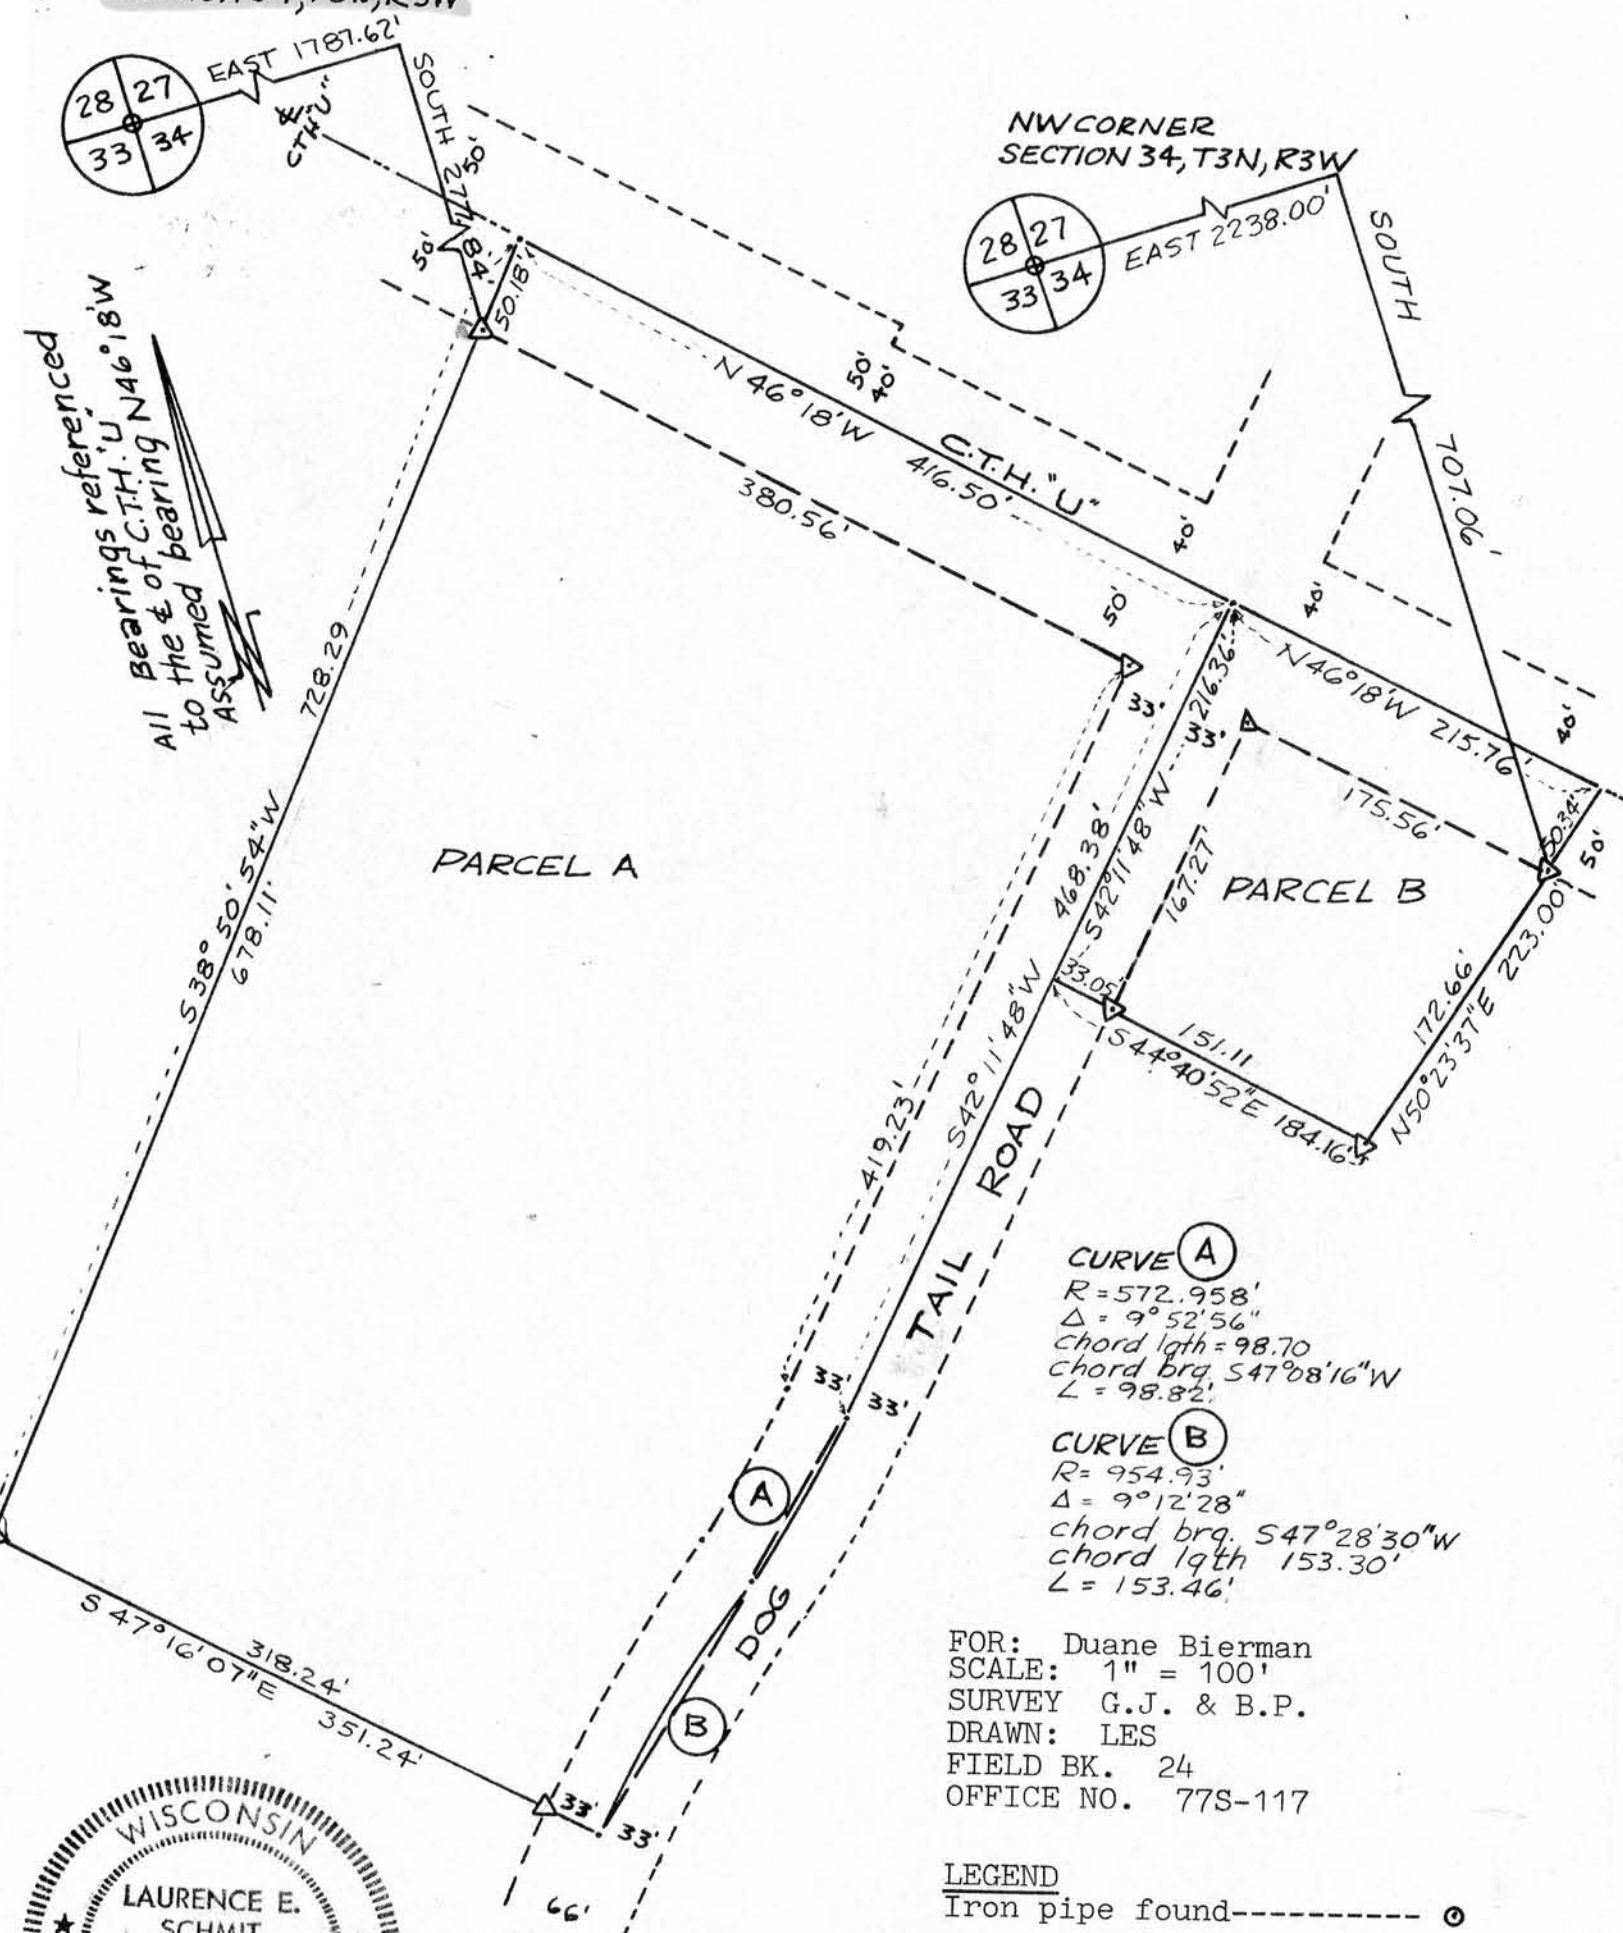 28 27
33 34
EAST 1787.62'
SOUTH 277.84'
℄ CTH "U"
50'
50'
50.18'
NW CORNER
SECTION 34, T3N, R3W
28 27
33 34
EAST 2238.00'
SOUTH
707.06'
All Bearings referenced
to the ℄ of C.T.H. "U"
Assumed bearing N46°18'W
N 46°18'W
416.50'
C.T.H. "U"
50'
40'
380.56'
40'
40'
50'
N46°18'W 215.76'
40'
728.29
33'
216.36'
33'
175.56'
50.34'
50'
S 38° 50' 54" W
678.11'
PARCEL A
468.38'
S42°11'48"W
167.27'
PARCEL B
33.05'
151.11
S44°40'52"E 184.16'
172.66'
N50°23'37"E 223.00'
419.23'
S42°11'48"W
DOG TAIL ROAD
33'
33'
A
B
CURVE A
R = 572.958'
Δ = 9°52'56"
chord lgth = 98.70
chord brg. S47°08'16"W
L = 98.82'
CURVE B
R = 954.93'
Δ = 9°12'28"
chord brg. S47°28'30"W
chord lgth 153.30'
L = 153.46'
318.24'
S 47°16'07"E
351.24'
33'
33'
66'
FOR: Duane Bierman
SCALE: 1" = 100'
SURVEY G.J. & B.P.
DRAWN: LES
FIELD BK. 24
OFFICE NO. 77S-117
LEGEND
Iron pipe found----------
WISCONSIN
LAURENCE E.
SCHMIT